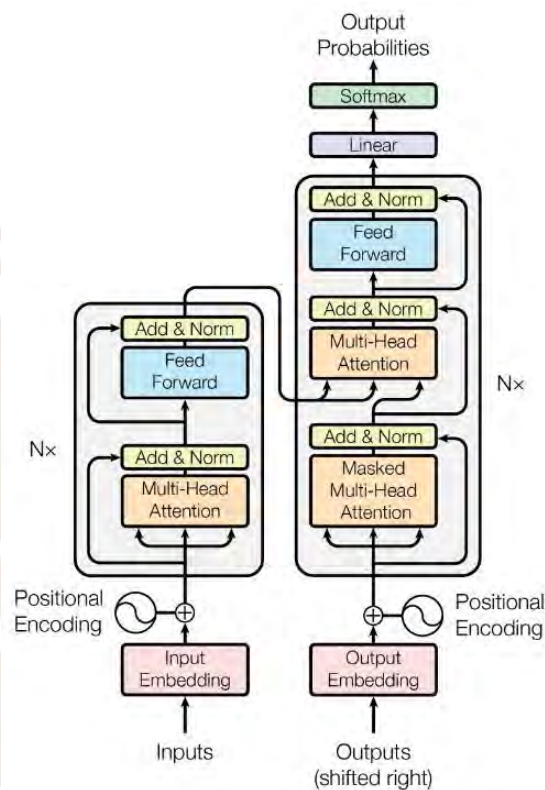 Output
Probabilities
Softmax
Linear
Add & Norm
Feed
Forward
Add & Norm
Multi-Head
Attention
Nx
Add & Norm
Masked
Multi-Head
Attention
Add & Norm
Feed
Forward
Nx
Add & Norm
Multi-Head
Attention
Positional
Encoding
Positional
Encoding
Input
Embedding
Output
Embedding
Inputs
Outputs
(shifted right)